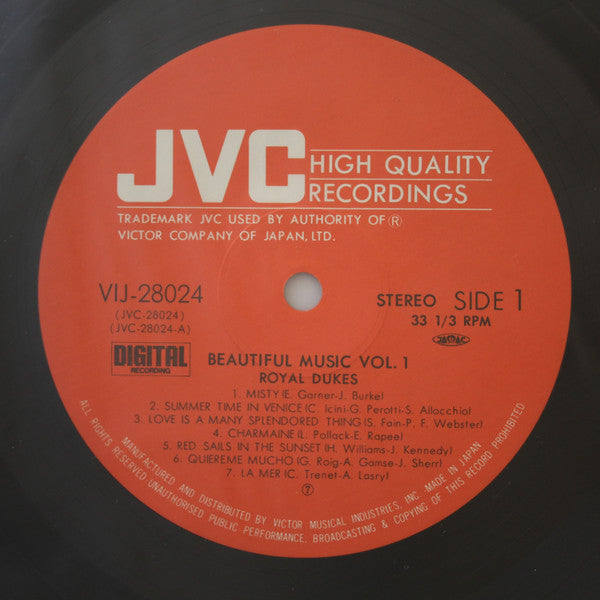 JVC HIGH QUALITY
RECORDINGS
TRADEMARK JVC USED BY AUTHORITY OF ®
VICTOR COMPANY OF JAPAN, LTD.
VIJ-28024
(JVC-28024)
(JVC-28024-A)
STEREO SIDE 1
33 1/3 RPM
JASRAC
DIGITAL
RECORDING
BEAUTIFUL MUSIC VOL. 1
ROYAL DUKES
1. MISTY(E. Garner-J. Burke)
2. SUMMER TIME IN VENICE(C. Icini-G. Perotti-S. Allocchio)
3. LOVE IS A MANY SPLENDORED THING(S. Fain-P. F. Webster)
4. CHARMAINE(L. Pollack-E. Rapee)
5. RED SAILS IN THE SUNSET(H. Williams-J. Kennedy)
6. QUIEREME MUCHO(G. Roig-A. Gamse-J. Sherr)
7. LA MER(C. Trenet-A. Lasry)
⑦
MANUFACTURED AND DISTRIBUTED BY VICTOR MUSICAL INDUSTRIES, INC. MADE IN JAPAN
ALL RIGHTS RESERVED UNAUTHORISED PUBLIC PERFORMANCE, BROADCASTING & COPYING OF THIS RECORD PROHIBITED